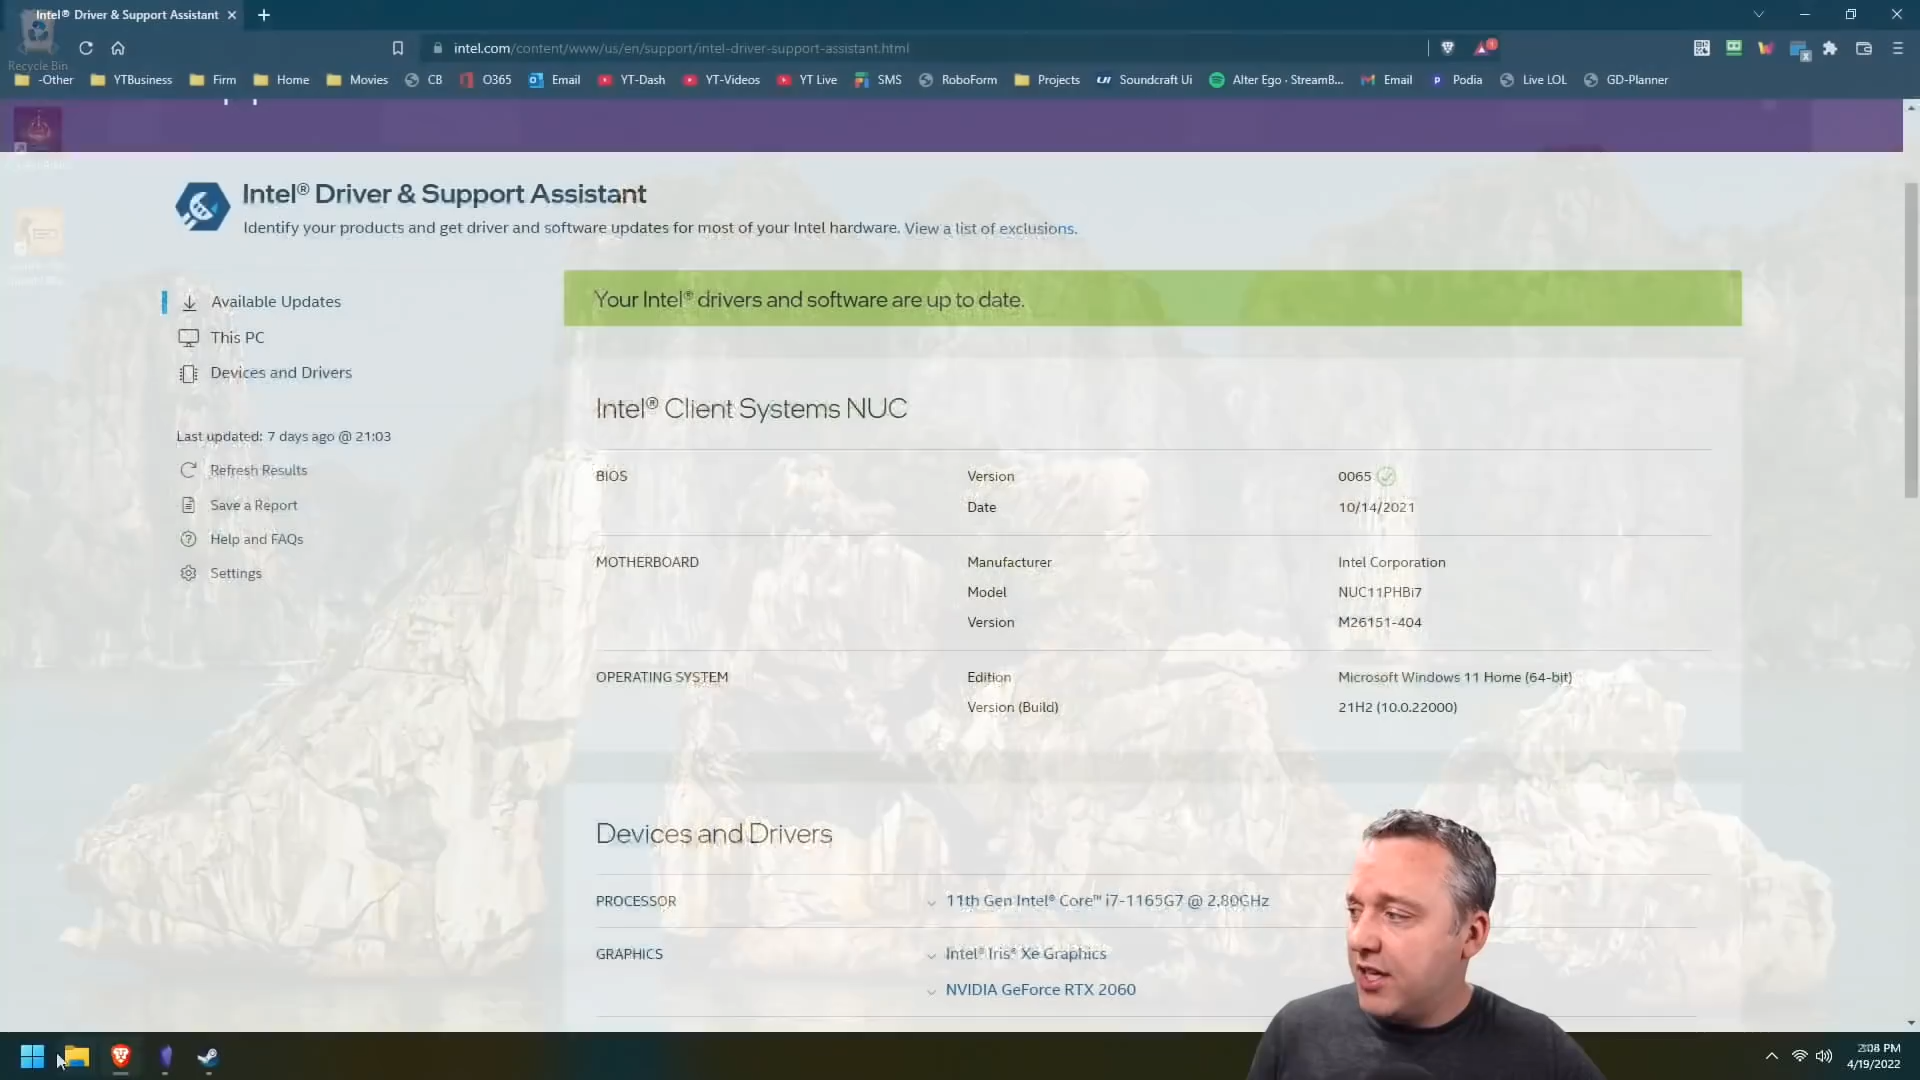 Intel® Driver & Support Assistant
intel.com/content/www/us/en/support/intel-driver-support-assistant.html
1
Recycle Bin
-Other YTBusiness Firm Home Movies CB O365 Email YT-Dash YT-Videos YT Live SMS RoboForm Projects Soundcraft Ui Alter Ego · StreamB... Email Podia Live LOL GD-Planner
Intel® Driver & Support Assistant
Identify your products and get driver and software updates for most of your Intel hardware. View a list of exclusions.
Available Updates
This PC
Devices and Drivers
Last updated: 7 days ago @ 21:03
Refresh Results
Save a Report
Help and FAQs
Settings
Your Intel® drivers and software are up to date.
Intel® Client Systems NUC
BIOS Version 0065
Date 10/14/2021
MOTHERBOARD Manufacturer Intel Corporation
Model NUC11PHBi7
Version M26151-404
OPERATING SYSTEM Edition Microsoft Windows 11 Home (64-bit)
Version (Build) 21H2 (10.0.22000)
Devices and Drivers
PROCESSOR 11th Gen Intel® Core™ i7-1165G7 @ 2.80GHz
GRAPHICS Intel® Iris® Xe Graphics
NVIDIA GeForce RTX 2060
2:08 PM
4/19/2022